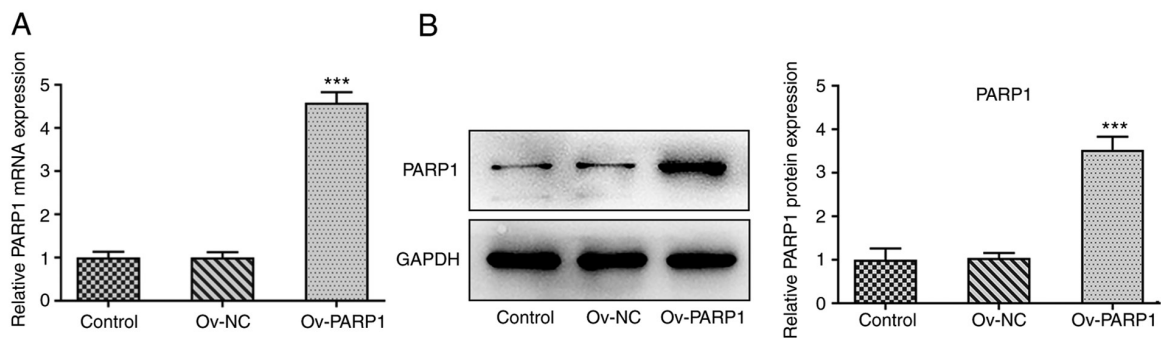 A
Relative PARP1 mRNA expression
5
4
3
2
1
0
***
Control Ov-NC Ov-PARP1
B
PARP1
GAPDH
Control Ov-NC Ov-PARP1
Relative PARP1 protein expression
PARP1
5
4
3
2
1
0
***
Control Ov-NC Ov-PARP1